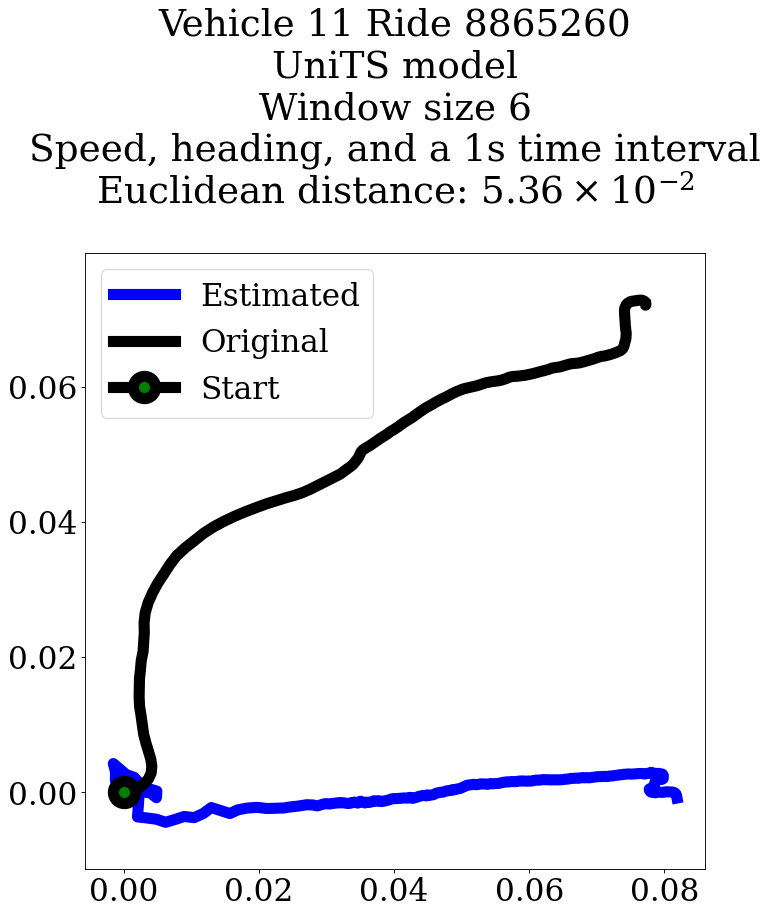 Vehicle 11 Ride 8865260
UniTS model
Window size 6
Speed, heading, and a 1s time interval
Euclidean distance: 5.36 × 10⁻²
Estimated
Original
Start
0.06
0.04
0.02
0.00
0.00 0.02 0.04 0.06 0.08